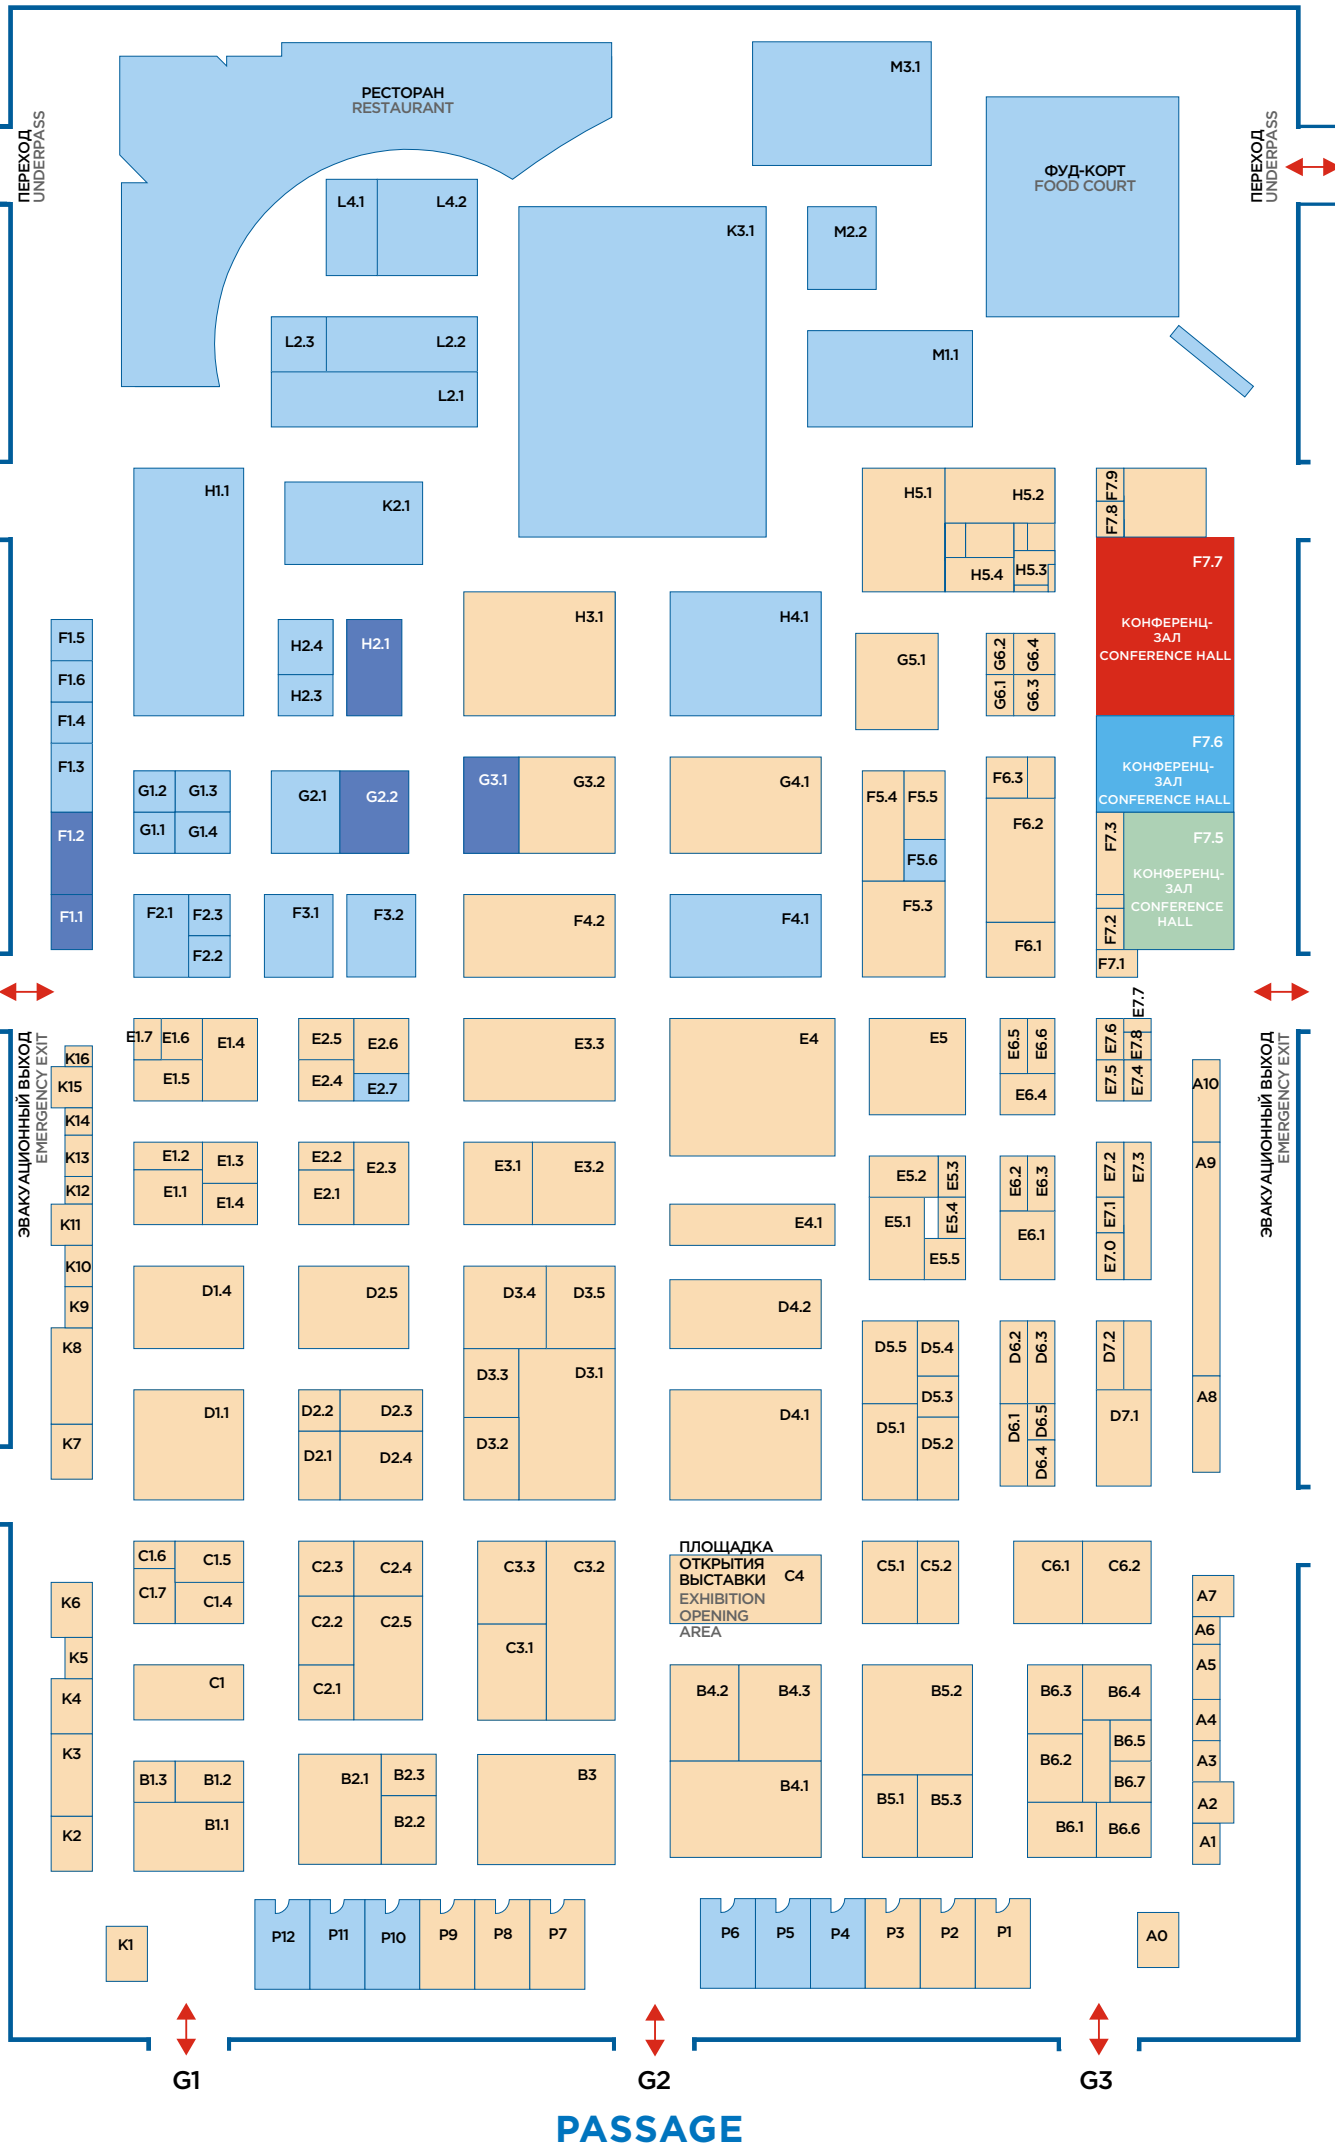 РЕСТОРАН
RESTAURANT
M3.1
ПЕРЕХОД
UNDERPASS
ПЕРЕХОД
UNDERPASS
ФУД-КОРТ
FOOD COURT
L4.1
L4.2
K3.1
M2.2
L2.3
L2.2
M1.1
L2.1
H1.1
K2.1
H5.1
H5.2
F7.9
F7.8
H5.4
H5.3
F7.7
КОНФЕРЕНЦ-
ЗАЛ
CONFERENCE HALL
F1.5
H2.4
H2.1
H3.1
H4.1
G5.1
G6.2
G6.4
F1.6
H2.3
G6.1
G6.3
F1.4
F7.6
КОНФЕРЕНЦ-
ЗАЛ
CONFERENCE HALL
F1.3
G1.2
G1.3
G2.1
G2.2
G3.1
G3.2
G4.1
F5.4
F5.5
F6.3
G1.1
G1.4
F6.2
F1.2
F5.6
F7.3
F7.5
КОНФЕРЕНЦ-
ЗАЛ
CONFERENCE
HALL
F1.1
F2.1
F2.3
F3.1
F3.2
F4.2
F4.1
F5.3
F7.2
F2.2
F6.1
F7.1
E7.7
E1.7
E1.6
E1.4
E2.5
E2.6
E3.3
E4
E5
E6.5
E6.6
E7.6
E7.8
ЭВАКУАЦИОННЫЙ ВЫХОД
EMERGENCY EXIT
ЭВАКУАЦИОННЫЙ ВЫХОД
EMERGENCY EXIT
K16
K15
E1.5
E2.4
E2.7
E6.4
E7.5
E7.4
A10
K14
K13
E1.2
E1.3
E2.2
E2.3
E3.1
E3.2
E5.2
E5.3
E6.2
E6.3
E7.2
E7.3
A9
K12
E1.1
E1.4
E2.1
K11
E4.1
E5.1
E5.4
E6.1
E7.1
K10
E5.5
E7.0
K9
D1.4
D2.5
D3.4
D3.5
D4.2
K8
D5.5
D5.4
D6.2
D6.3
D7.2
D3.3
D3.1
D5.3
A8
D1.1
D2.2
D2.3
D4.1
D5.1
D6.1
D6.5
D7.1
K7
D2.1
D2.4
D3.2
D5.2
D6.4
C1.6
C1.5
C2.3
C2.4
C3.3
C3.2
ПЛОЩАДКА
ОТКРЫТИЯ
ВЫСТАВКИ
EXHIBITION
OPENING
AREA
C4
C5.1
C5.2
C6.1
C6.2
C1.7
C1.4
K6
C2.2
C2.5
A7
A6
K5
C3.1
A5
K4
C1
C2.1
B4.2
B4.3
B5.2
B6.3
B6.4
A4
K3
B6.5
B1.3
B1.2
B2.1
B2.3
B3
B4.1
B6.2
A3
B6.7
B5.1
B5.3
A2
K2
B1.1
B2.2
B6.1
B6.6
A1
K1
P12
P11
P10
P9
P8
P7
P6
P5
P4
P3
P2
P1
A0
G1
G2
G3
PASSAGE